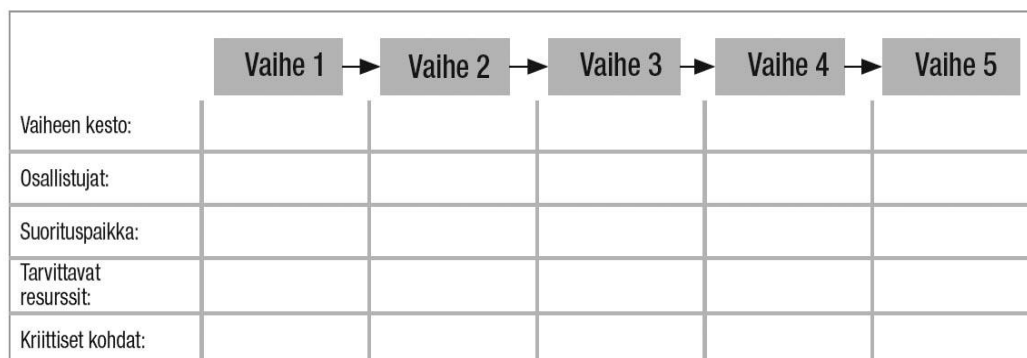 Vaihe 1 Vaihe 2 Vaihe 3 Vaihe 4 Vaihe 5
Vaiheen kesto:
Osallistujat:
Suorituspaikka:
Tarvittavat
resurssit:
Kriittiset kohdat: